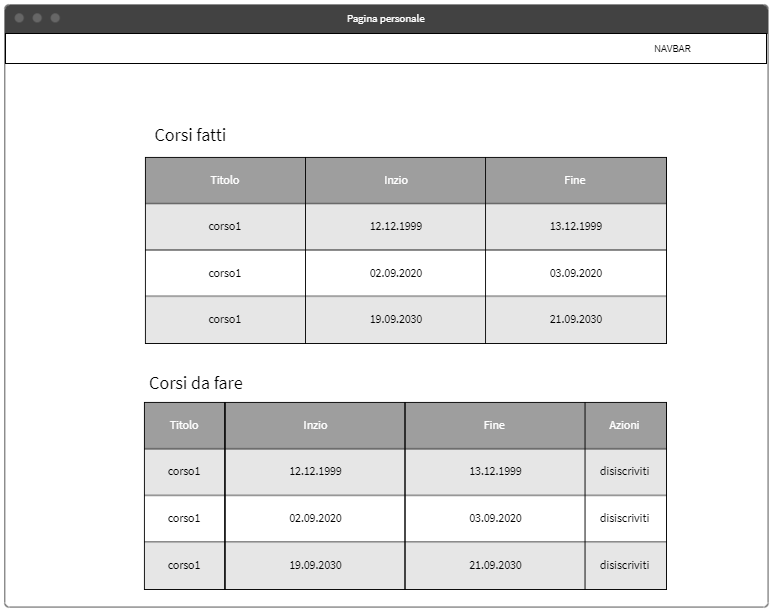 Pagina personale
NAVBAR
Corsi fatti
Titolo Inzio Fine
corso1 12.12.1999 13.12.1999
corso1 02.09.2020 03.09.2020
corso1 19.09.2030 21.09.2030
Corsi da fare
Titolo Inzio Fine Azioni
corso1 12.12.1999 13.12.1999 disiscriviti
corso1 02.09.2020 03.09.2020 disiscriviti
corso1 19.09.2030 21.09.2030 disiscriviti